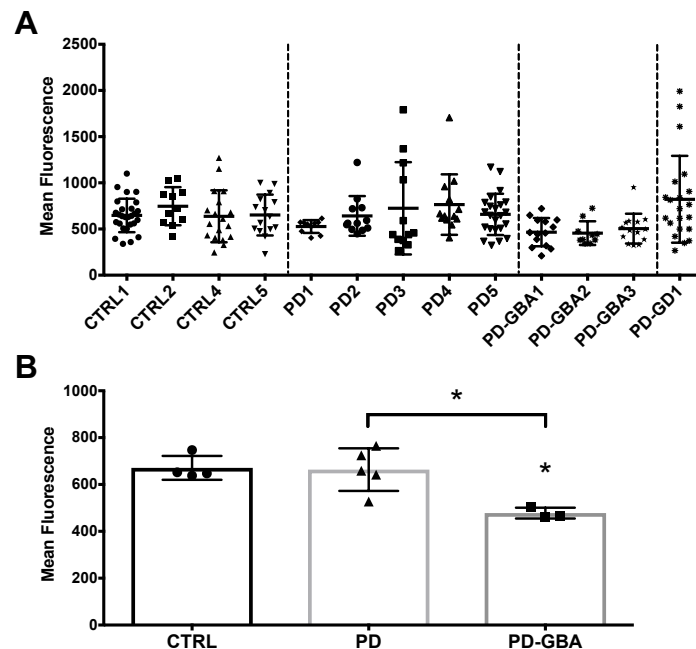 A
2500
2000
1500
1000
500
0
Mean Fluorescence
CTRL1
CTRL2
CTRL4
CTRL5
PD1
PD2
PD3
PD4
PD5
PD-GBA1
PD-GBA2
PD-GBA3
PD-GD1
B
1000
800
600
400
200
0
Mean Fluorescence
*
*
CTRL PD PD-GBA